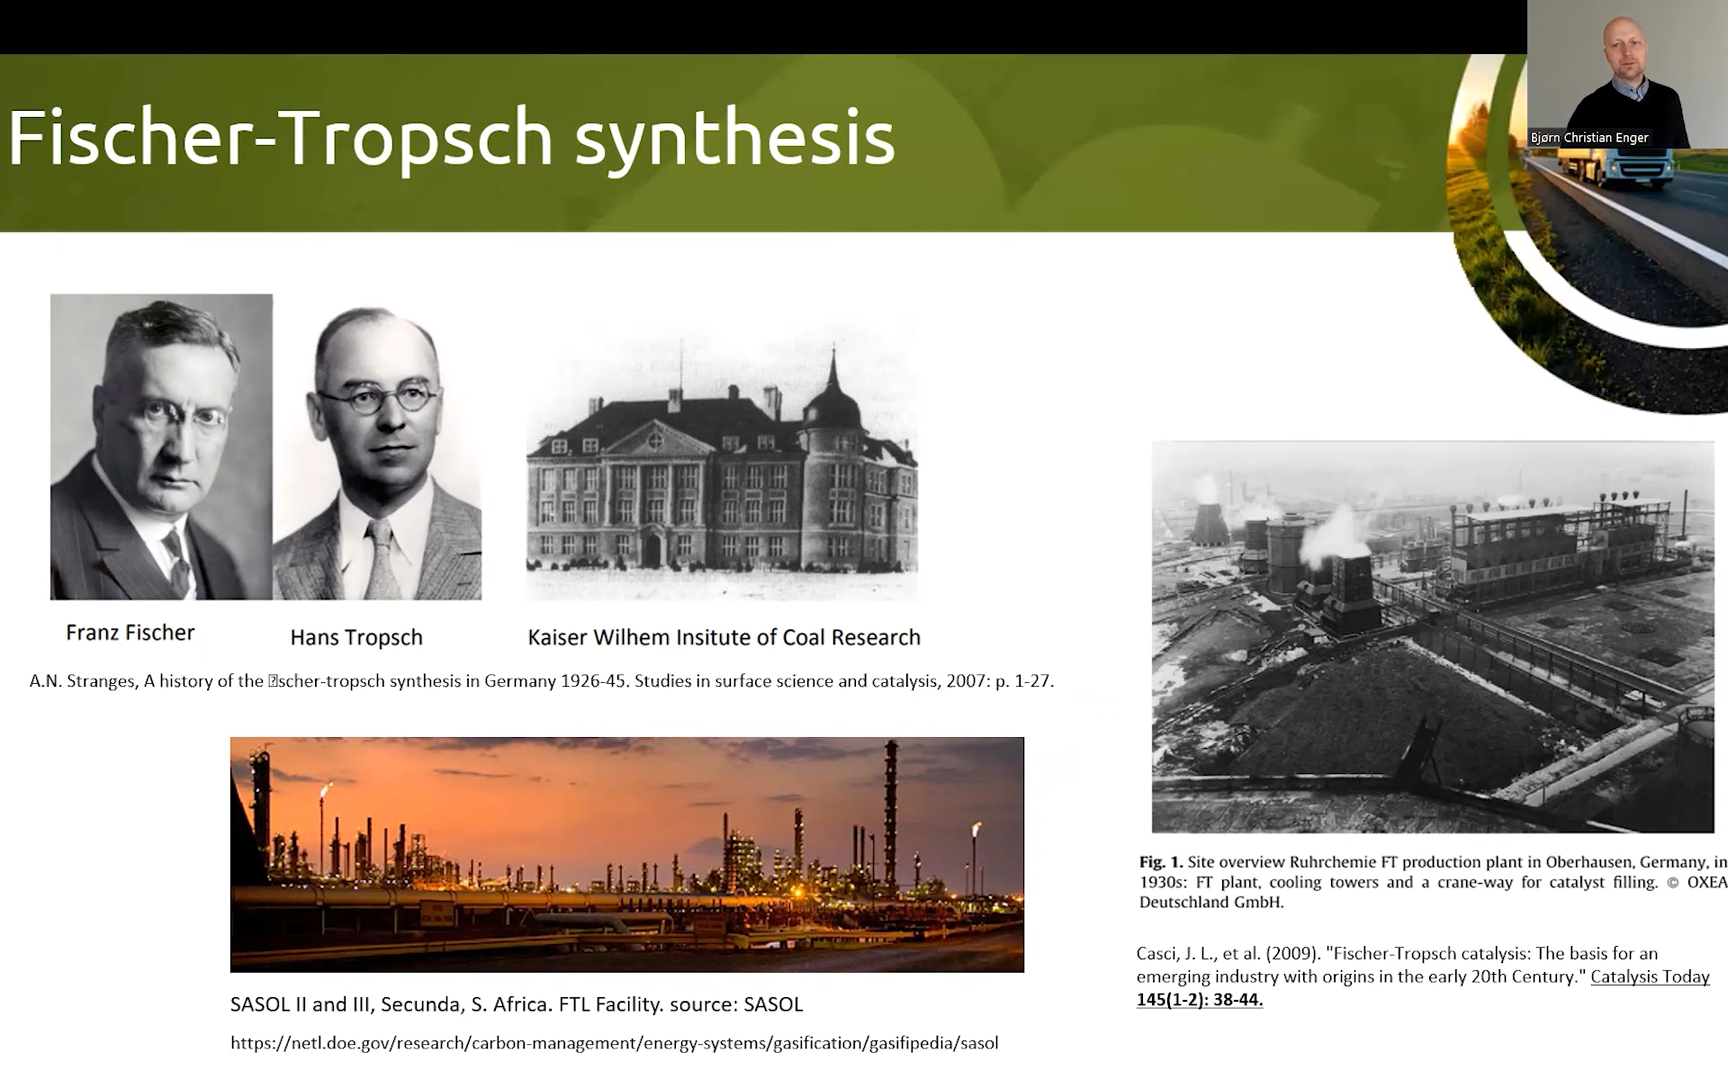 Fischer-Tropsch synthesis
Bjørn Christian Enger
Franz Fischer
Hans Tropsch
Kaiser Wilhem Insitute of Coal Research
A.N. Stranges, A history of the scher-tropsch synthesis in Germany 1926-45. Studies in surface science and catalysis, 2007: p. 1-27.
SASOL II and III, Secunda, S. Africa. FTL Facility. source: SASOL
https://netl.doe.gov/research/carbon-management/energy-systems/gasification/gasifipedia/sasol
Fig. 1. Site overview Ruhrchemie FT production plant in Oberhausen, Germany, in
1930s: FT plant, cooling towers and a crane-way for catalyst filling. © OXEA
Deutschland GmbH.
Casci, J. L., et al. (2009). "Fischer-Tropsch catalysis: The basis for an
emerging industry with origins in the early 20th Century." Catalysis Today
145(1-2): 38-44.